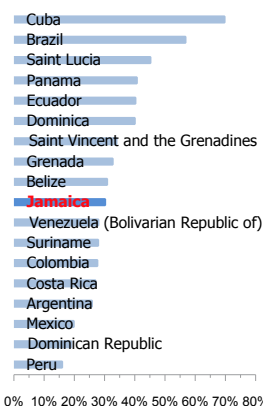 Cuba
Brazil
Saint Lucia
Panama
Ecuador
Dominica
Saint Vincent and the Grenadines
Grenada
Belize
Jamaica
Venezuela (Bolivarian Republic of)
Suriname
Colombia
Costa Rica
Argentina
Mexico
Dominican Republic
Peru
0% 10% 20% 30% 40% 50% 60% 70% 80%